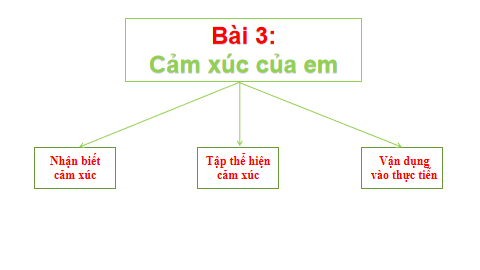 Bài 3:
Cảm xúc của em
Nhận biết
cảm xúc
Tập thể hiện
cảm xúc
Vận dụng
vào thực tiễn